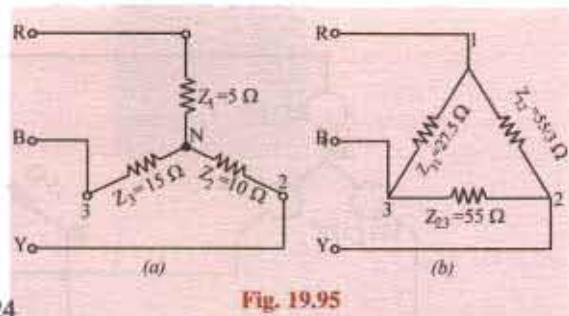 R
B
Y
Z₁=5 Ω
N
Z₃=15 Ω
Z₂=10 Ω
3
2
(a)
R
B
Y
1
Z₃₁=27.5 Ω
Z₁₂=55/3 Ω
3
Z₂₃=55 Ω
2
(b)
24
Fig. 19.95